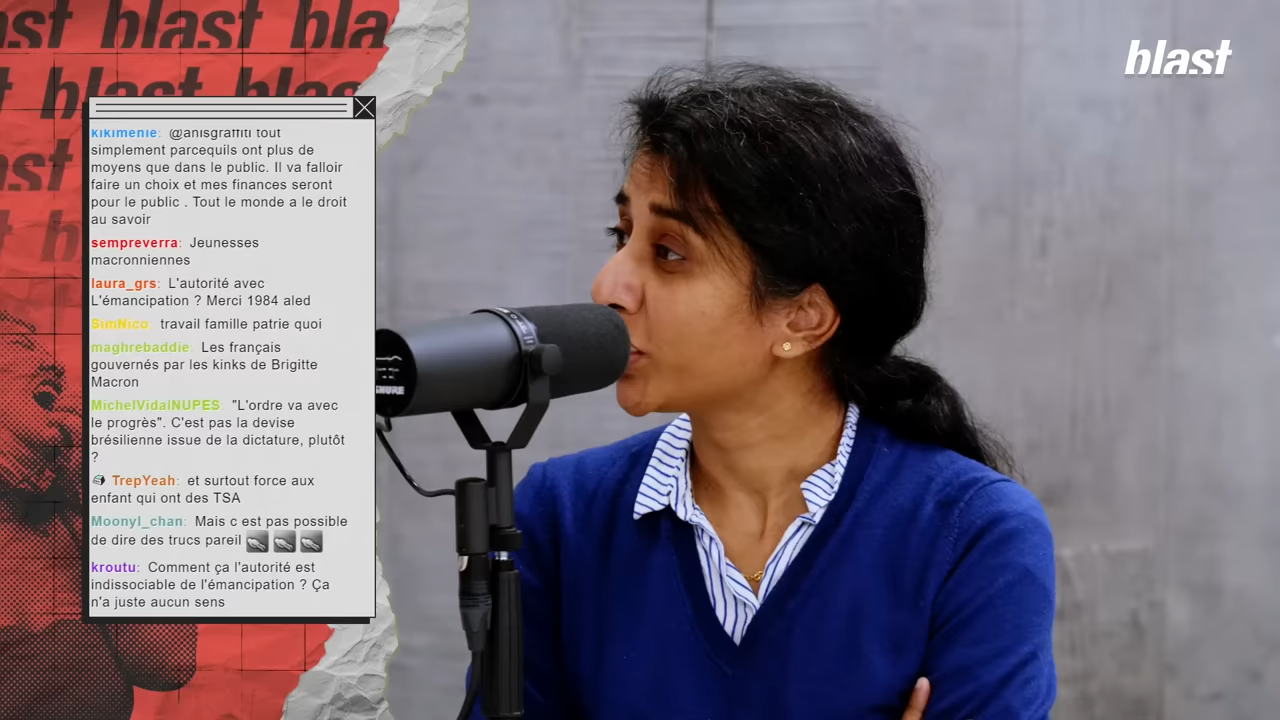 ast blast bla
blast
t blast blast
kikimenie: @anisgraffiti tout
simplement parcequils ont plus de
moyens que dans le public. Il va falloir
faire un choix et mes finances seront
pour le public . Tout le monde a le droit
au savoir
sempreverra: Jeunesses
macronniennes
laura_grs: L'autorité avec
L'émancipation ? Merci 1984 aled
SimNico: travail famille patrie quoi
maghrebaddie: Les français
gouvernés par les kinks de Brigitte
Macron
MichelVidalNUPES: "L'ordre va avec
le progrès". C'est pas la devise
brésilienne issue de la dictature, plutôt
?
TrepYeah: et surtout force aux
enfant qui ont des TSA
Moonyl_chan: Mais c est pas possible
de dire des trucs pareil
kroutu: Comment ça l'autorité est
indissociable de l'émancipation ? Ça
n'a juste aucun sens
SHURE